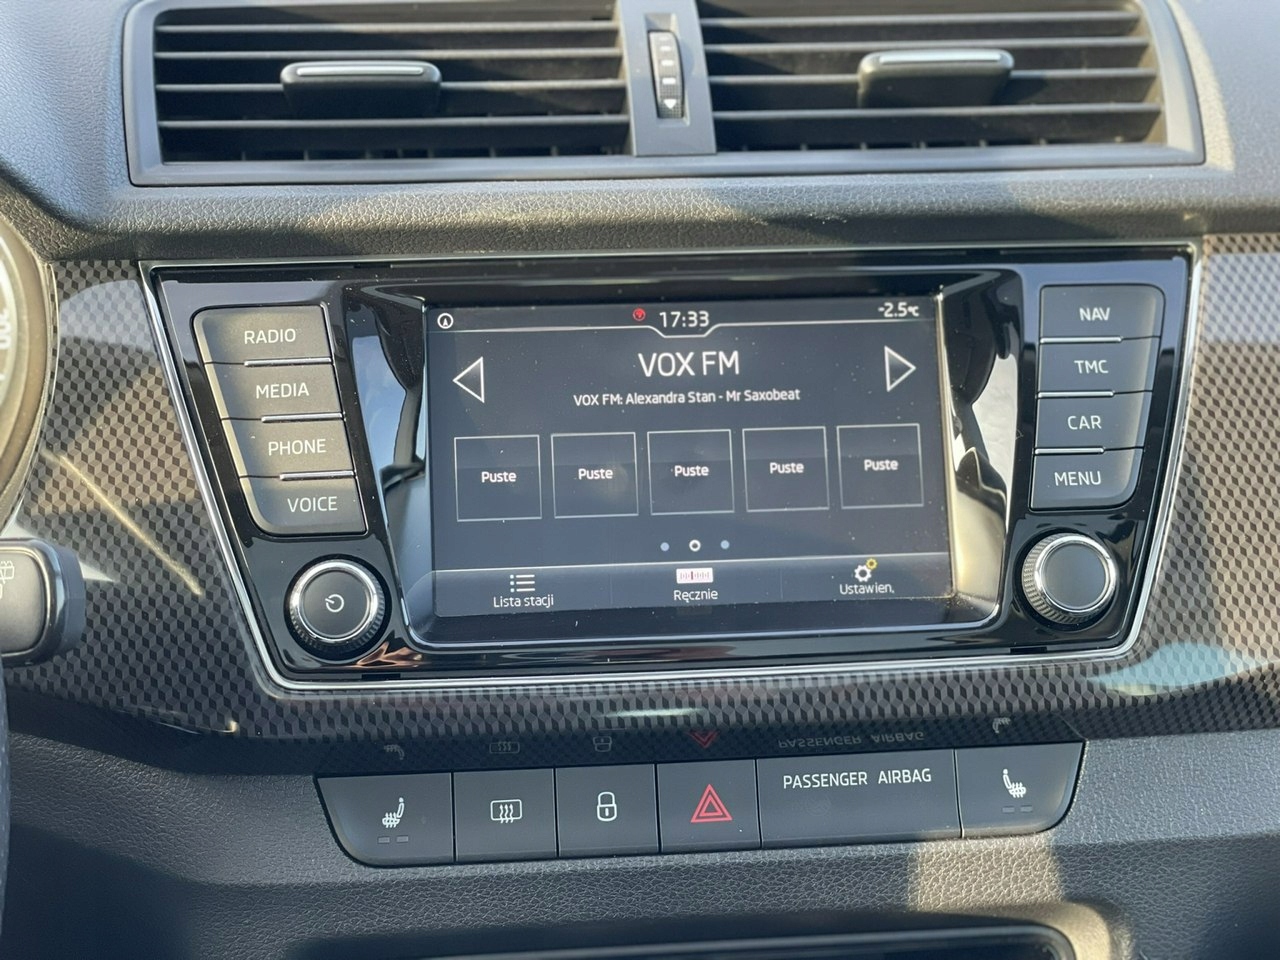 RADIO
MEDIA
PHONE
VOICE
17:33
-2.5°C
VOX FM
VOX FM: Alexandra Stan - Mr Saxobeat
Puste Puste Puste Puste Puste
Lista stacji Ręcznie Ustawien.
NAV
TMC
CAR
MENU
PASSENGER AIRBAG